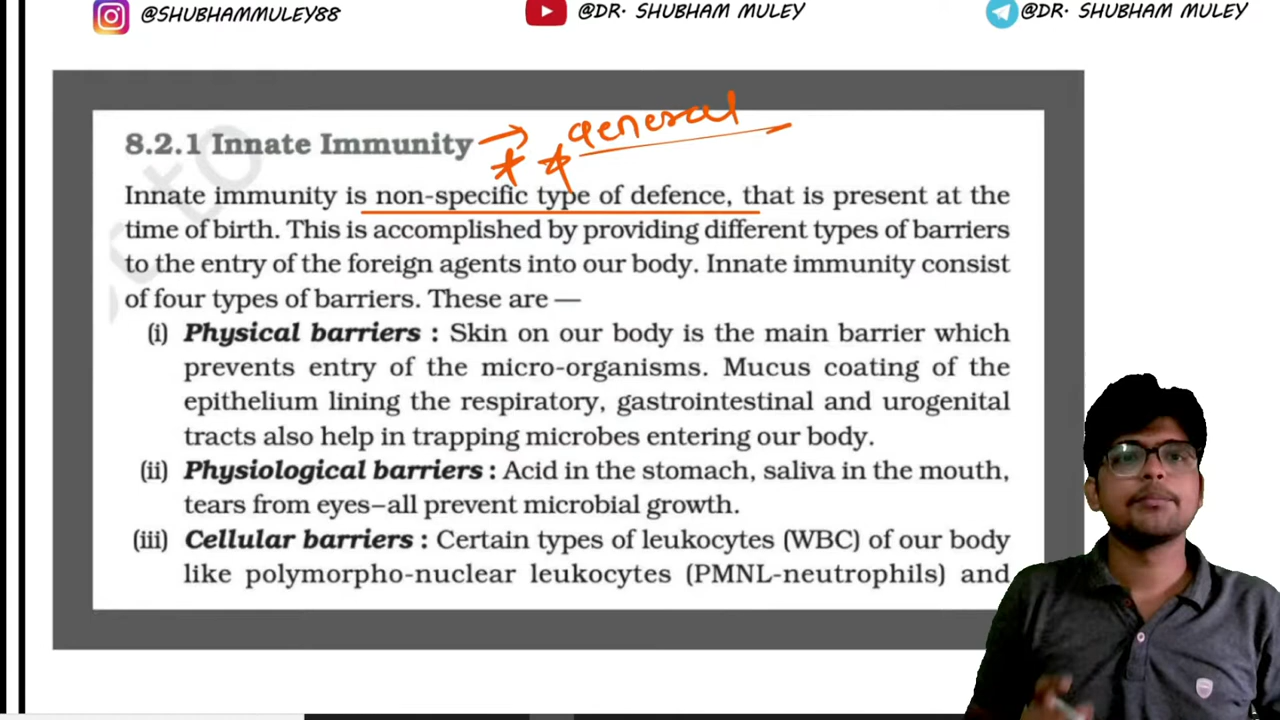 @SHUBHAMMULEY88 @DR. SHUBHAM MULEY @DR. SHUBHAM MULEY
8.2.1 Innate Immunity → general
Innate immunity is non-specific type of defence, that is present at the
time of birth. This is accomplished by providing different types of barriers
to the entry of the foreign agents into our body. Innate immunity consist
of four types of barriers. These are —
(i) Physical barriers : Skin on our body is the main barrier which
prevents entry of the micro-organisms. Mucus coating of the
epithelium lining the respiratory, gastrointestinal and urogenital
tracts also help in trapping microbes entering our body.
(ii) Physiological barriers : Acid in the stomach, saliva in the mouth,
tears from eyes–all prevent microbial growth.
(iii) Cellular barriers : Certain types of leukocytes (WBC) of our body
like polymorpho-nuclear leukocytes (PMNL-neutrophils) and